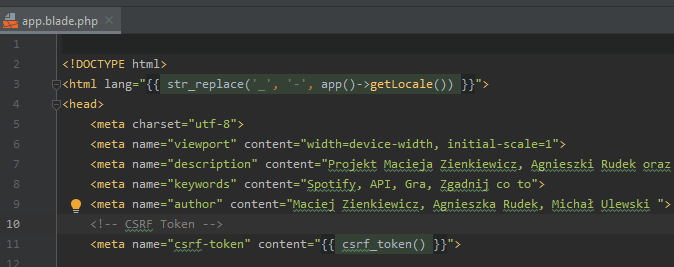 app.blade.php
1
2 <!DOCTYPE html>
3 <html lang="{{ str_replace('_', '-', app()->getLocale()) }}">
4 <head>
5 <meta charset="utf-8">
6 <meta name="viewport" content="width=device-width, initial-scale=1">
7 <meta name="description" content="Projekt Macieja Zienkiewicz, Agnieszki Rudek oraz
8 <meta name="keywords" content="Spotify, API, Gra, Zgadnij co to">
9 <meta name="author" content="Maciej Zienkiewicz, Agnieszka Rudek, Michał Ulewski ">
10 <!-- CSRF Token -->
11 <meta name="csrf-token" content="{{ csrf_token() }}">